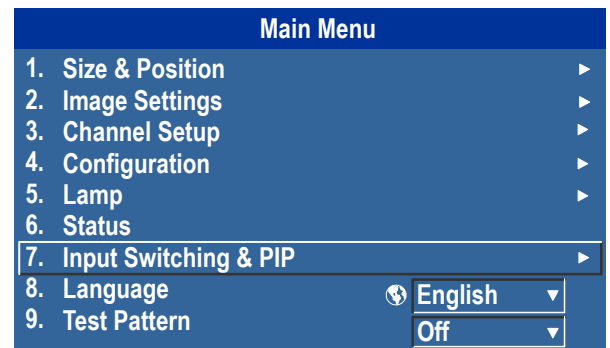 Main Menu
1. Size & Position
2. Image Settings
3. Channel Setup
4. Configuration
5. Lamp
6. Status
7. Input Switching & PIP
8. Language English
9. Test Pattern Off